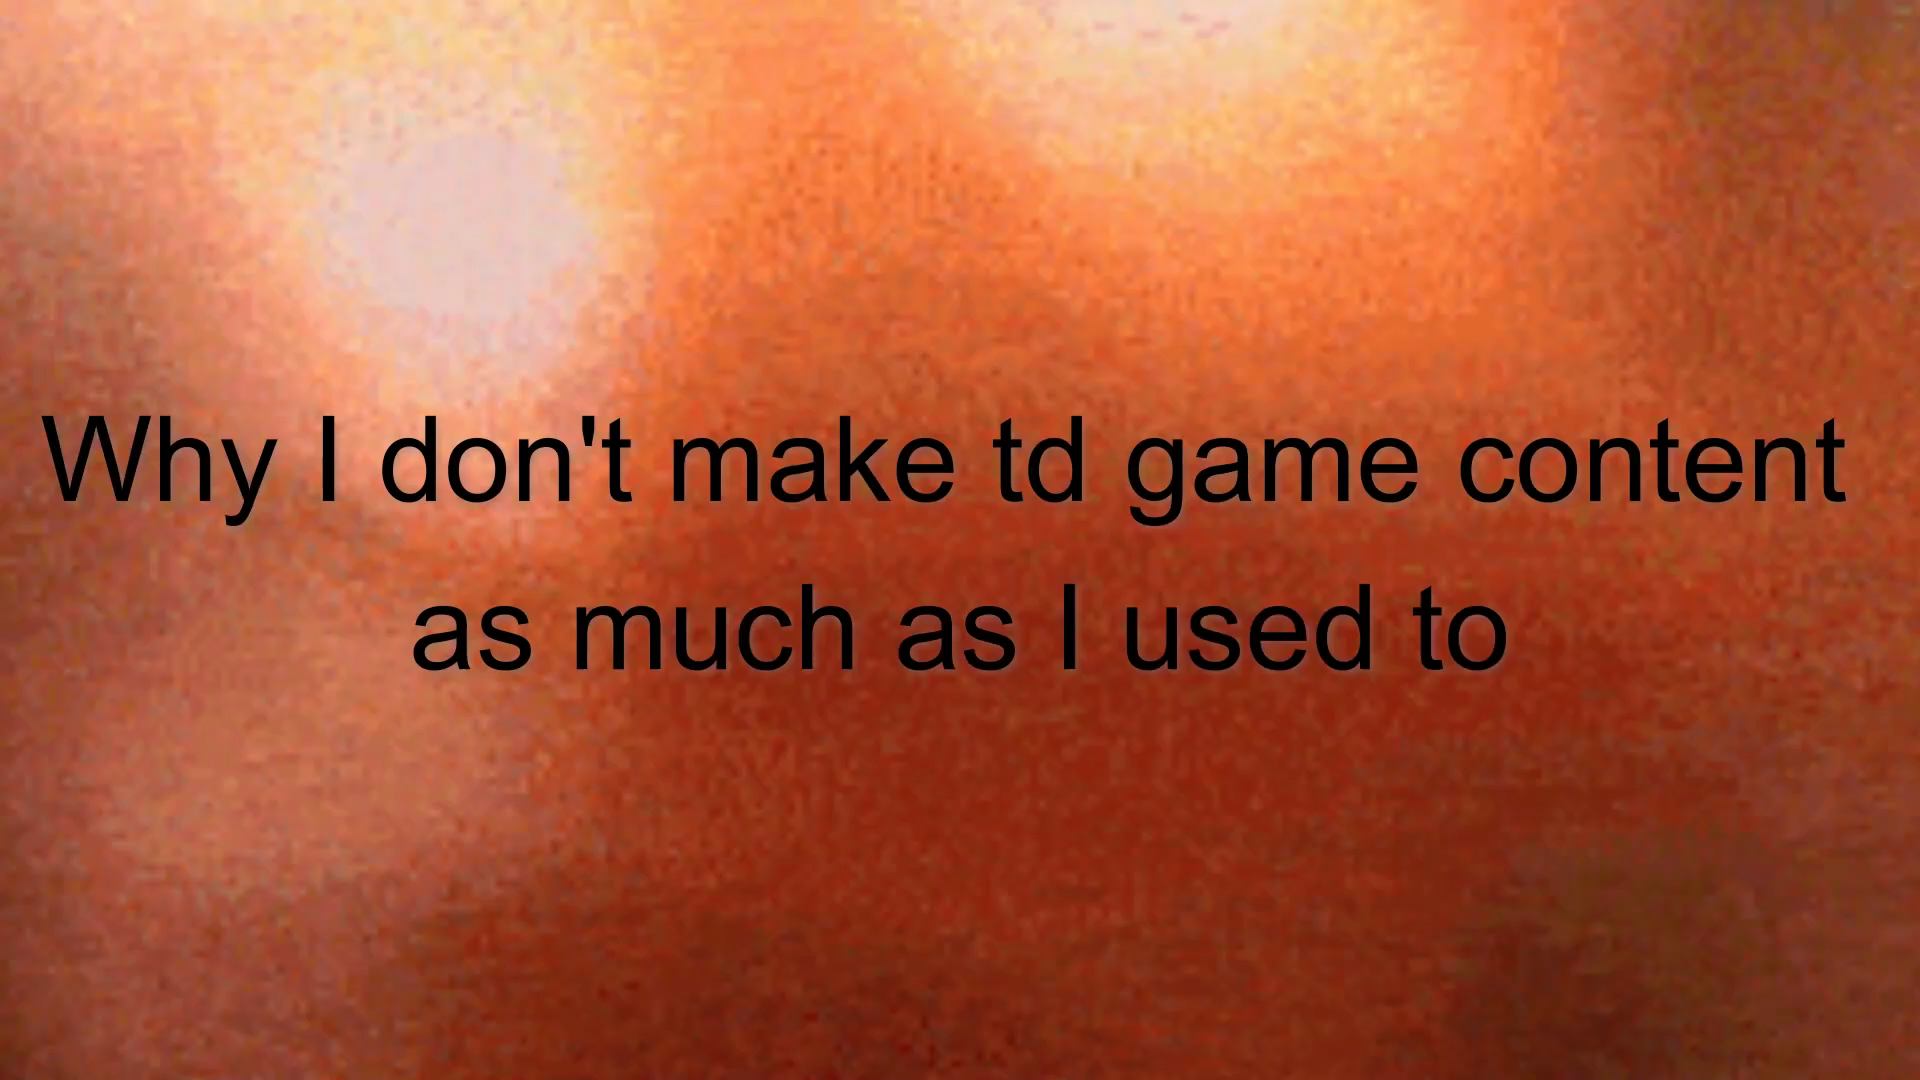 Why I don't make td game content
as much as I used to